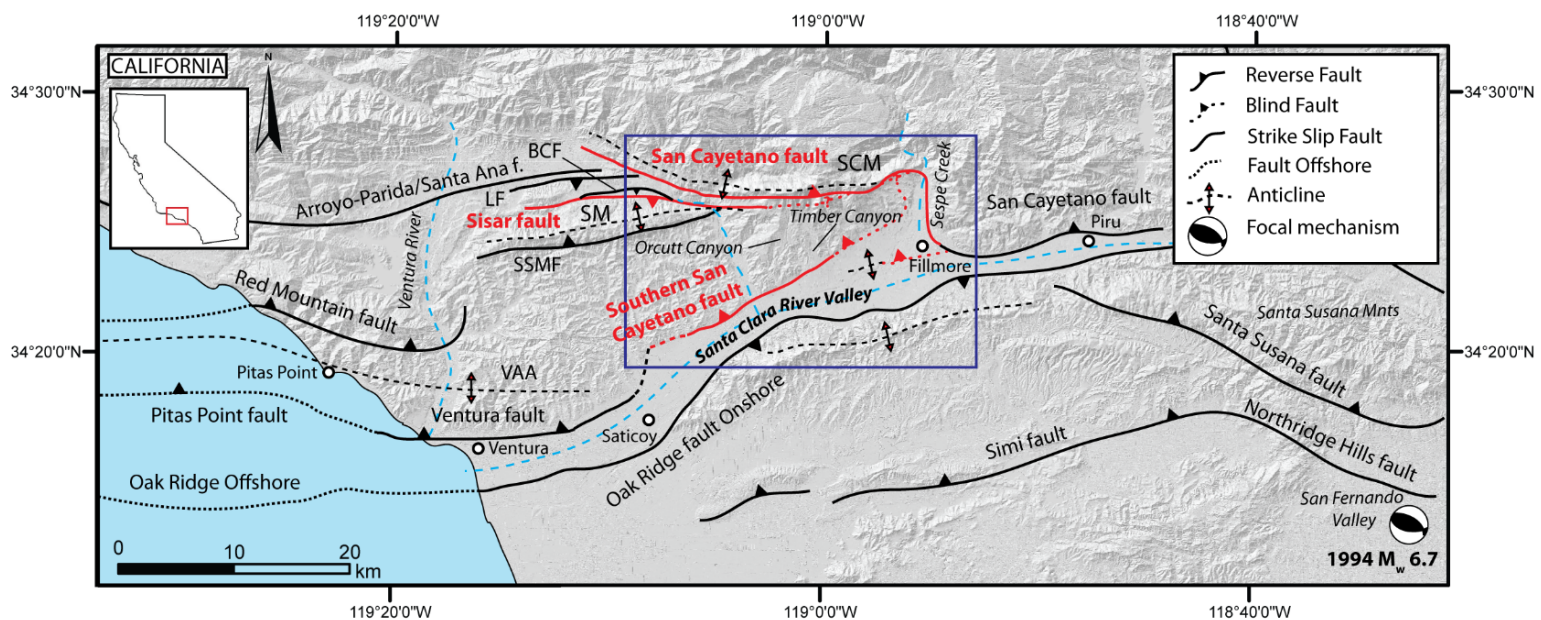 119°20'0"W
119°0'0"W
118°40'0"W
34°30'0"N
34°30'0"N
34°20'0"N
34°20'0"N
CALIFORNIA
N
Reverse Fault
Blind Fault
Strike Slip Fault
Fault Offshore
Anticline
Focal mechanism
BCF
San Cayetano fault
SCM
Arroyo-Parida/Santa Ana f.
LF
Sisar fault
SM
SSMF
Timber Canyon
Orcutt Canyon
Sespe Creek
San Cayetano fault
Piru
Fillmore
Ventura River
Red Mountain fault
Southern San
Cayetano fault
Santa Clara River Valley
Santa Susana Mnts
Santa Susana fault
Pitas Point
VAA
Pitas Point fault
Ventura fault
Saticoy
Ventura
Oak Ridge fault Onshore
Simi fault
Northridge Hills fault
Oak Ridge Offshore
San Fernando
Valley
1994 Mw 6.7
0
10
20
km
119°20'0"W
119°0'0"W
118°40'0"W